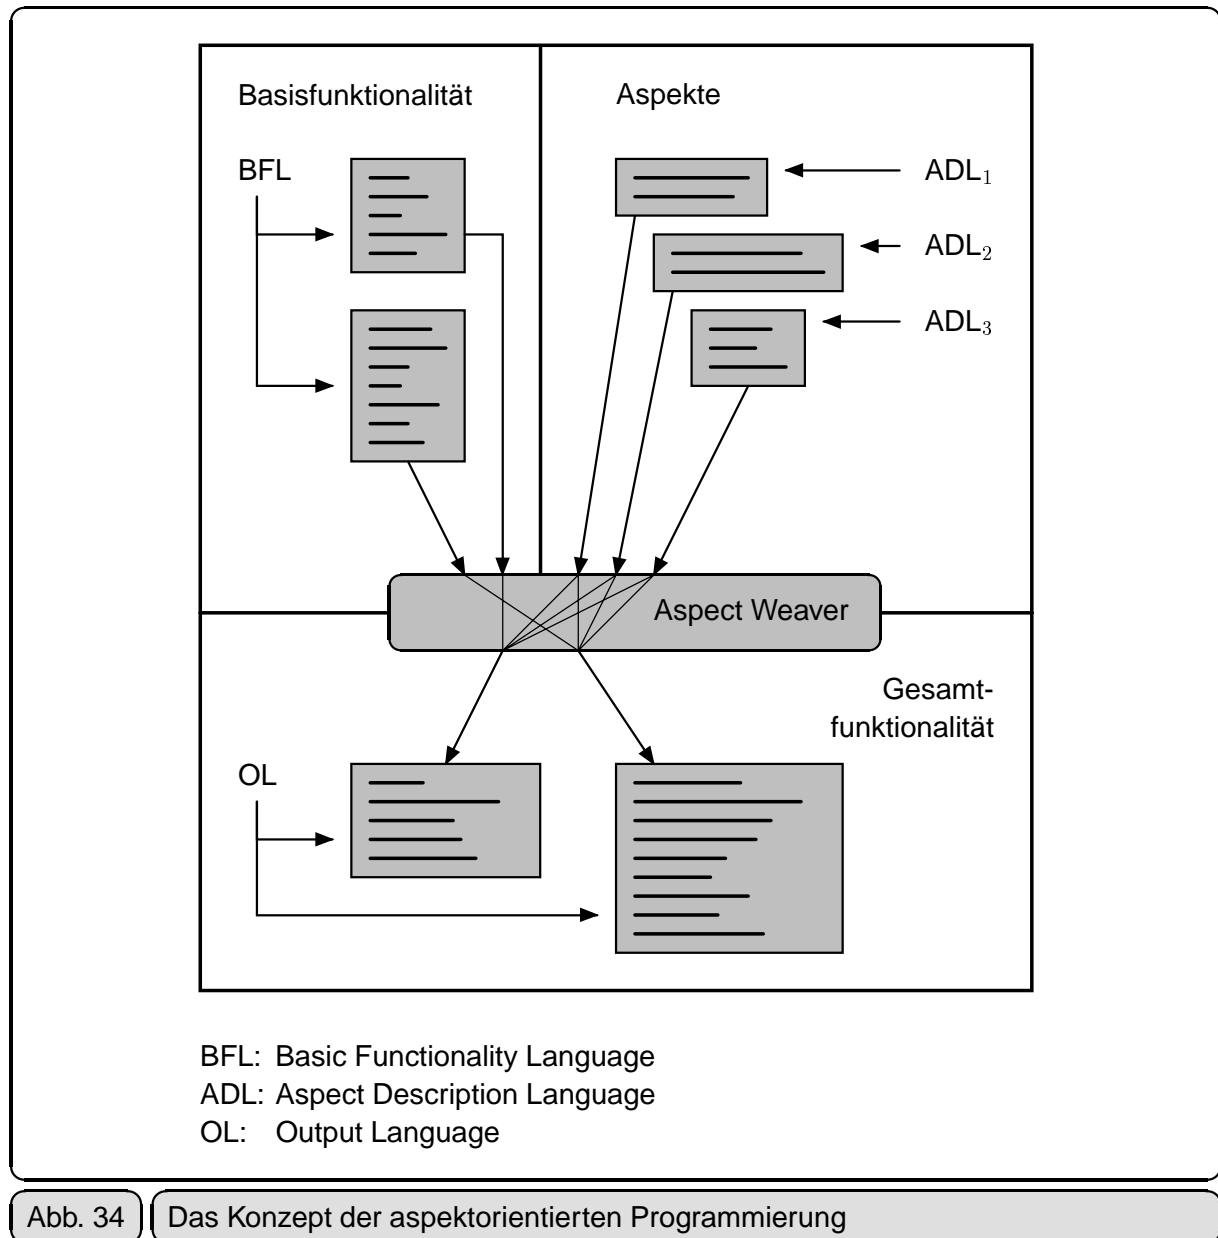 Basisfunktionalität
Aspekte
BFL
ADL₁
ADL₂
ADL₃
Aspect Weaver
Gesamt-
funktionalität
OL
BFL: Basic Functionality Language
ADL: Aspect Description Language
OL: Output Language
Abb. 34 Das Konzept der aspektorientierten Programmierung